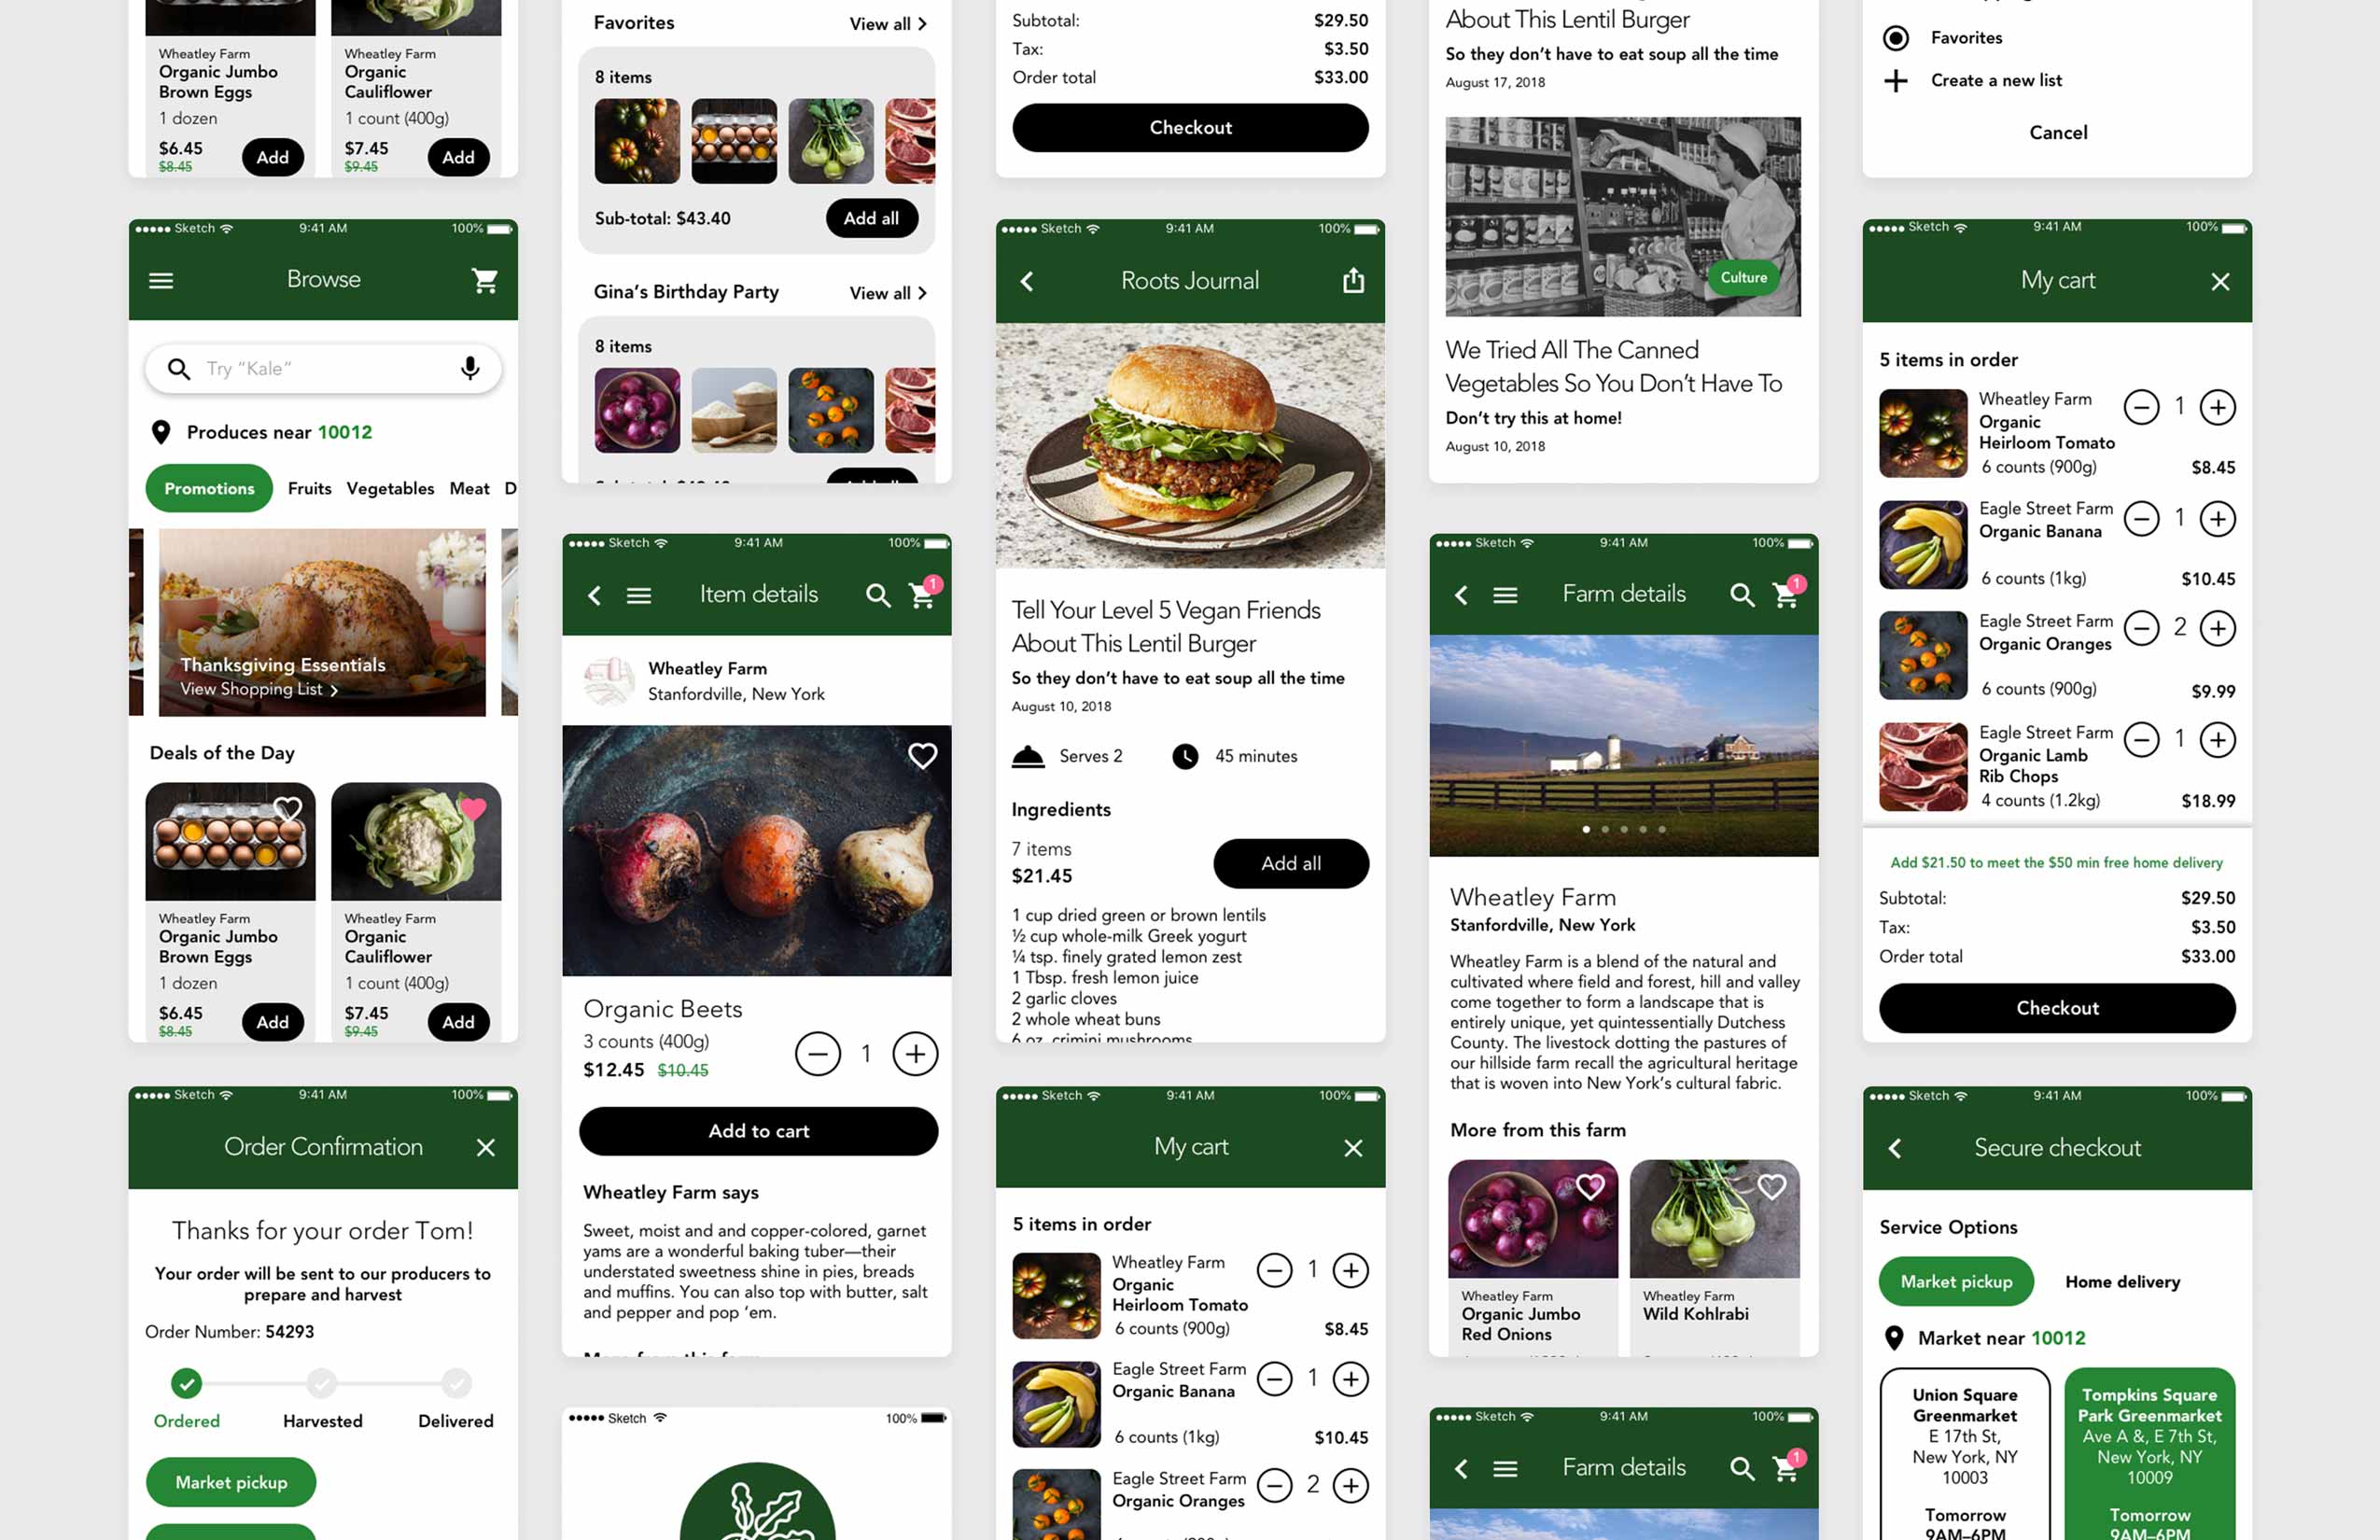 Wheatley Farm
Organic Jumbo
Brown Eggs
1 dozen
$6.45
$8.45
Add
Wheatley Farm
Organic
Cauliflower
1 count (400g)
$7.45
$9.45
Add
Sketch
9:41 AM
100%
Browse
Try “Kale”
Produces near 10012
Promotions
Fruits
Vegetables
Meat
D
Thanksgiving Essentials
View Shopping List
Deals of the Day
Wheatley Farm
Organic Jumbo
Brown Eggs
1 dozen
$6.45
$8.45
Add
Wheatley Farm
Organic
Cauliflower
1 count (400g)
$7.45
$9.45
Add
Sketch
9:41 AM
100%
Order Confirmation
Thanks for your order Tom!
Your order will be sent to our producers to
prepare and harvest
Order Number: 54293
Ordered
Harvested
Delivered
Market pickup
Favorites
View all
8 items
Sub-total: $43.40
Add all
Gina’s Birthday Party
View all
8 items
Sketch
9:41 AM
100%
Item details
1
Wheatley Farm
Stanfordville, New York
Organic Beets
3 counts (400g)
$12.45 $10.45
1
Add to cart
Wheatley Farm says
Sweet, moist and and copper-colored, garnet
yams are a wonderful baking tuber—their
understated sweetness shine in pies, breads
and muffins. You can also top with butter, salt
and pepper and pop ‘em.
More from this farm
Sketch
100%
Subtotal:
$29.50
Tax:
$3.50
Order total
$33.00
Checkout
Sketch
9:41 AM
100%
Roots Journal
Tell Your Level 5 Vegan Friends
About This Lentil Burger
So they don’t have to eat soup all the time
August 10, 2018
Serves 2
45 minutes
Ingredients
7 items
$21.45
Add all
1 cup dried green or brown lentils
½ cup whole-milk Greek yogurt
¼ tsp. finely grated lemon zest
1 Tbsp. fresh lemon juice
2 garlic cloves
2 whole wheat buns
6 oz. crimini mushrooms
Sketch
9:41 AM
100%
My cart
5 items in order
Wheatley Farm
Organic
Heirloom Tomato
6 counts (900g)
1
$8.45
Eagle Street Farm
Organic Banana
6 counts (1kg)
1
$10.45
Eagle Street Farm
Organic Oranges
2
About This Lentil Burger
So they don’t have to eat soup all the time
August 17, 2018
Culture
We Tried All The Canned
Vegetables So You Don’t Have To
Don’t try this at home!
August 10, 2018
Sketch
9:41 AM
100%
Farm details
1
Wheatley Farm
Stanfordville, New York
Wheatley Farm is a blend of the natural and
cultivated where field and forest, hill and valley
come together to form a landscape that is
entirely unique, yet quintessentially Dutchess
County. The livestock dotting the pastures of
our hillside farm recall the agricultural heritage
that is woven into New York’s cultural fabric.
More from this farm
Wheatley Farm
Organic Jumbo
Red Onions
Wheatley Farm
Wild Kohlrabi
Sketch
9:41 AM
100%
Farm details
1
Favorites
Create a new list
Cancel
Sketch
9:41 AM
100%
My cart
5 items in order
Wheatley Farm
Organic
Heirloom Tomato
6 counts (900g)
1
$8.45
Eagle Street Farm
Organic Banana
6 counts (1kg)
1
$10.45
Eagle Street Farm
Organic Oranges
6 counts (900g)
2
$9.99
Eagle Street Farm
Organic Lamb
Rib Chops
4 counts (1.2kg)
1
$18.99
Add $21.50 to meet the $50 min free home delivery
Subtotal:
$29.50
Tax:
$3.50
Order total
$33.00
Checkout
Sketch
9:41 AM
100%
Secure checkout
Service Options
Market pickup
Home delivery
Market near 10012
Union Square
Greenmarket
E 17th St,
New York, NY
10003
Tomorrow
9AM–6PM
Tompkins Square
Park Greenmarket
Ave A &, E 7th St,
New York, NY
10009
Tomorrow
9AM–6PM